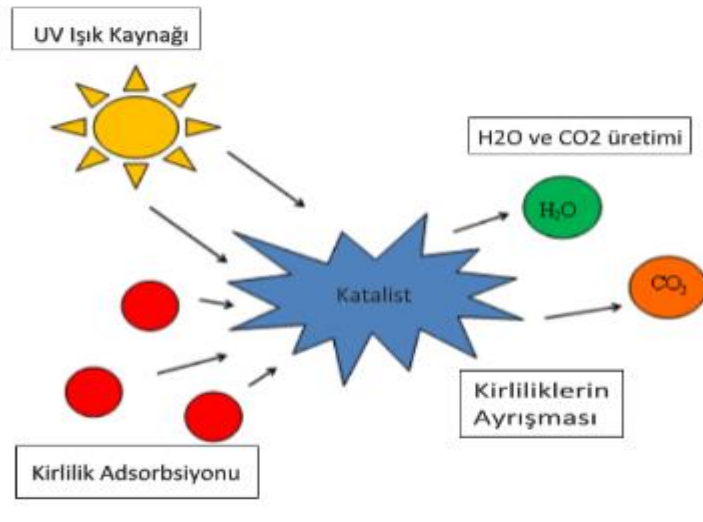 UV Işık Kaynağı
H2O ve CO2 üretimi
H₂O
CO₂
Katalist
Kirliliklerin
Ayrışması
Kirlilik Adsorbsiyonu